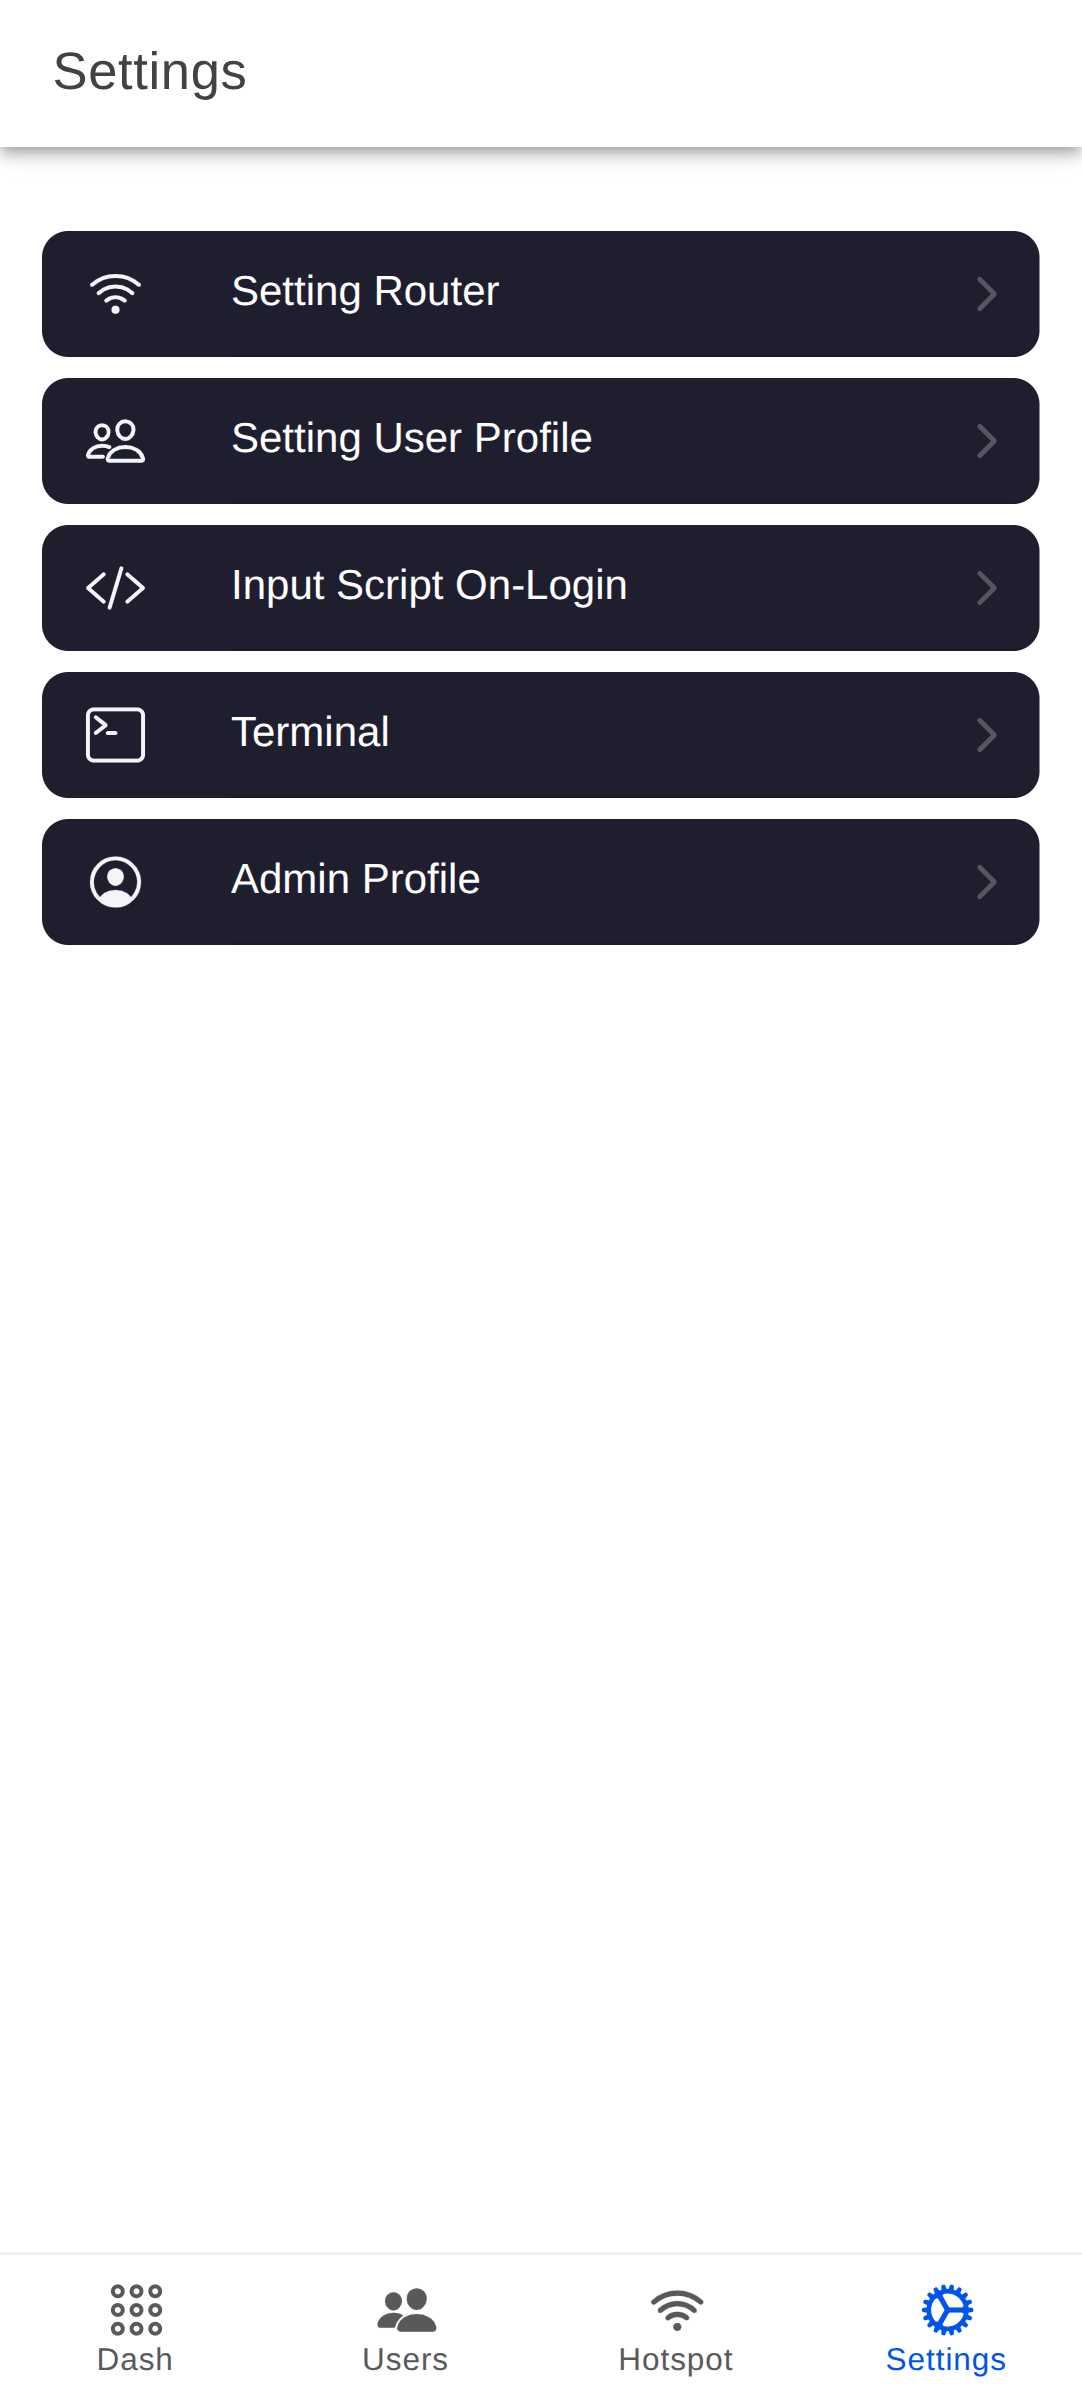 Settings
Setting Router
Setting User Profile
Input Script On-Login
Terminal
Admin Profile
Dash
Users
Hotspot
Settings